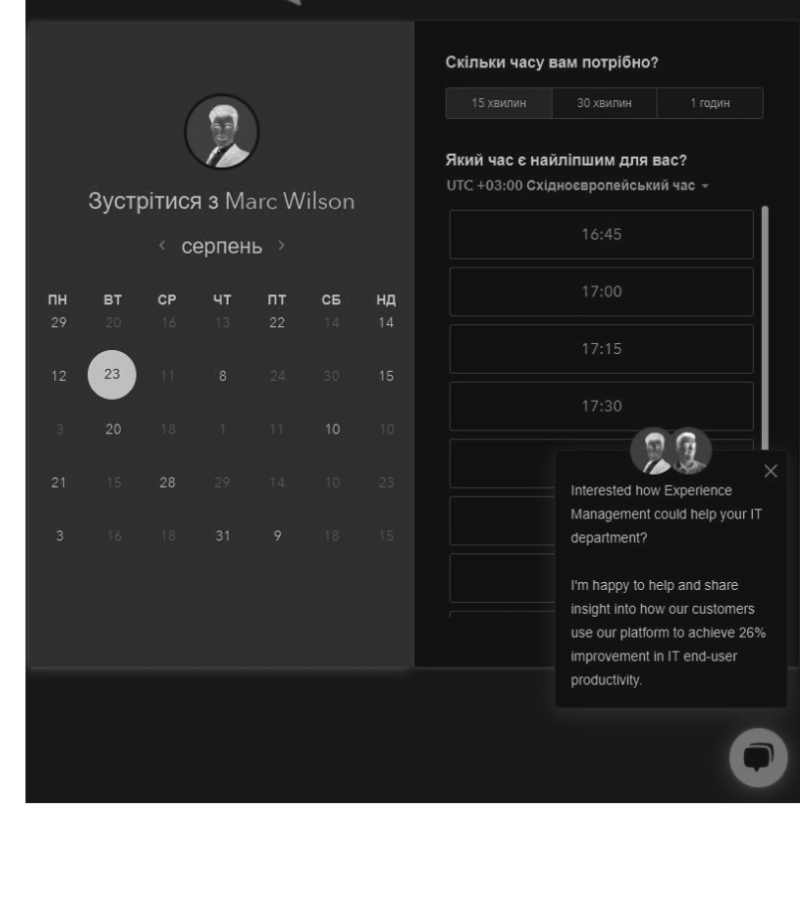 Зустрітися з Marc Wilson
серпень
ПН ВТ СР ЧТ ПТ СБ НД
29 20 16 13 22 14 14
12 23 11 8 24 30 15
3 20 18 1 11 10 10
21 15 28 29 14 10 23
3 16 18 31 9 18 15
Скільки часу вам потрібно?
15 хвилин 30 хвилин 1 годин
Який час є найліпшим для вас?
UTC +03:00 Східноєвропейський час
16:45
17:00
17:15
17:30
Interested how Experience
Management could help your IT
department?
I'm happy to help and share
insight into how our customers
use our platform to achieve 26%
improvement in IT end-user
productivity.